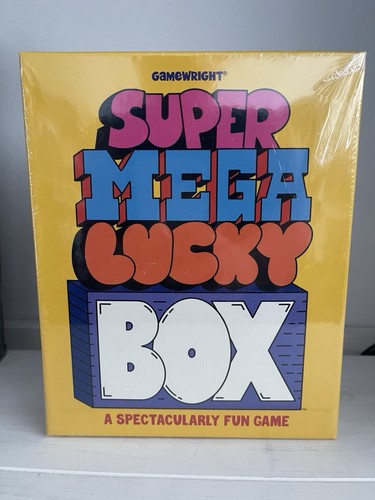 GAMEWRIGHT®
SUPER
MEGA
LUCKY
BOX
A SPECTACULARLY FUN GAME